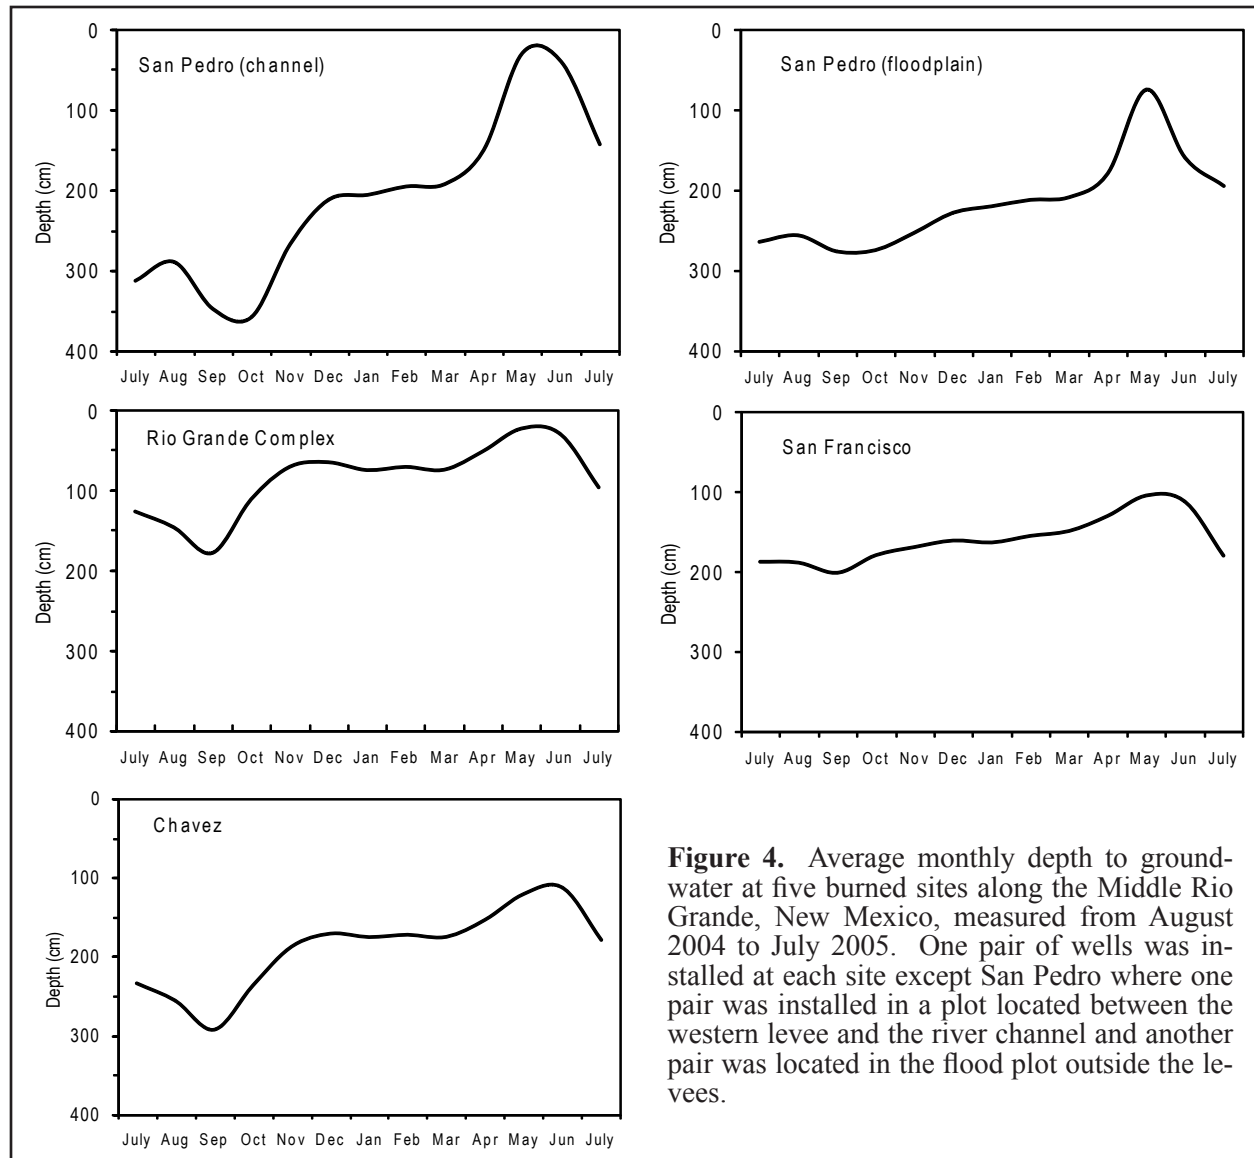 San Pedro (channel)
Depth (cm)
0
100
200
300
400
July Aug Sep Oct Nov Dec Jan Feb Mar Apr May Jun July
San Pedro (floodplain)
Depth (cm)
0
100
200
300
400
July Aug Sep Oct Nov Dec Jan Feb Mar Apr May Jun July
Rio Grande Complex
Depth (cm)
0
100
200
300
400
July Aug Sep Oct Nov Dec Jan Feb Mar Apr May Jun July
San Francisco
Depth (cm)
0
100
200
300
400
July Aug Sep Oct Nov Dec Jan Feb Mar Apr May Jun July
Chavez
Depth (cm)
0
100
200
300
400
July Aug Sep Oct Nov Dec Jan Feb Mar Apr May Jun July
Figure 4. Average monthly depth to ground-
water at five burned sites along the Middle Rio
Grande, New Mexico, measured from August
2004 to July 2005. One pair of wells was in-
stalled at each site except San Pedro where one
pair was installed in a plot located between the
western levee and the river channel and another
pair was located in the flood plot outside the le-
vees.